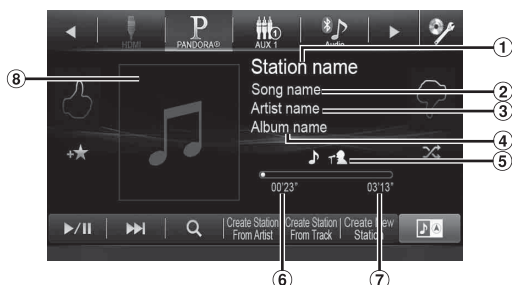 HDMI
P
PANDORA®
1
AUX 1
Audio
1
8
Station name
Song name
2
Artist name
3
Album name
4
+★
5
00'23"
03'13"
Create Station From Artist
Create Station From Track
Create New Station
6
7